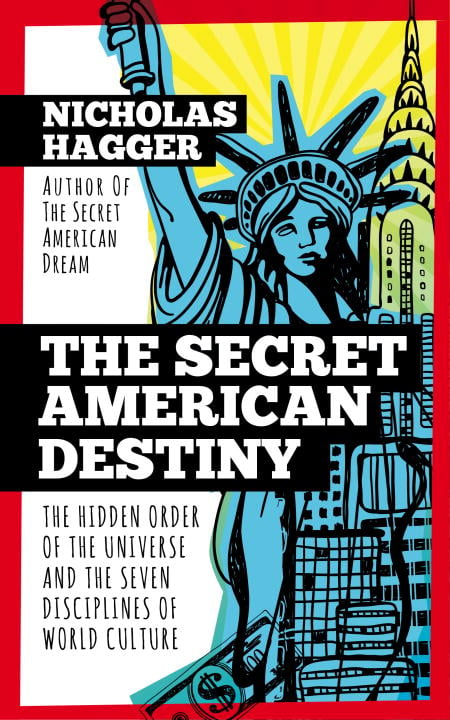 NICHOLAS
HAGGER
AUTHOR OF
THE SECRET
AMERICAN
DREAM
THE SECRET
AMERICAN
DESTINY
THE HIDDEN ORDER
OF THE UNIVERSE
AND THE SEVEN
DISCIPLINES OF
WORLD CULTURE
$